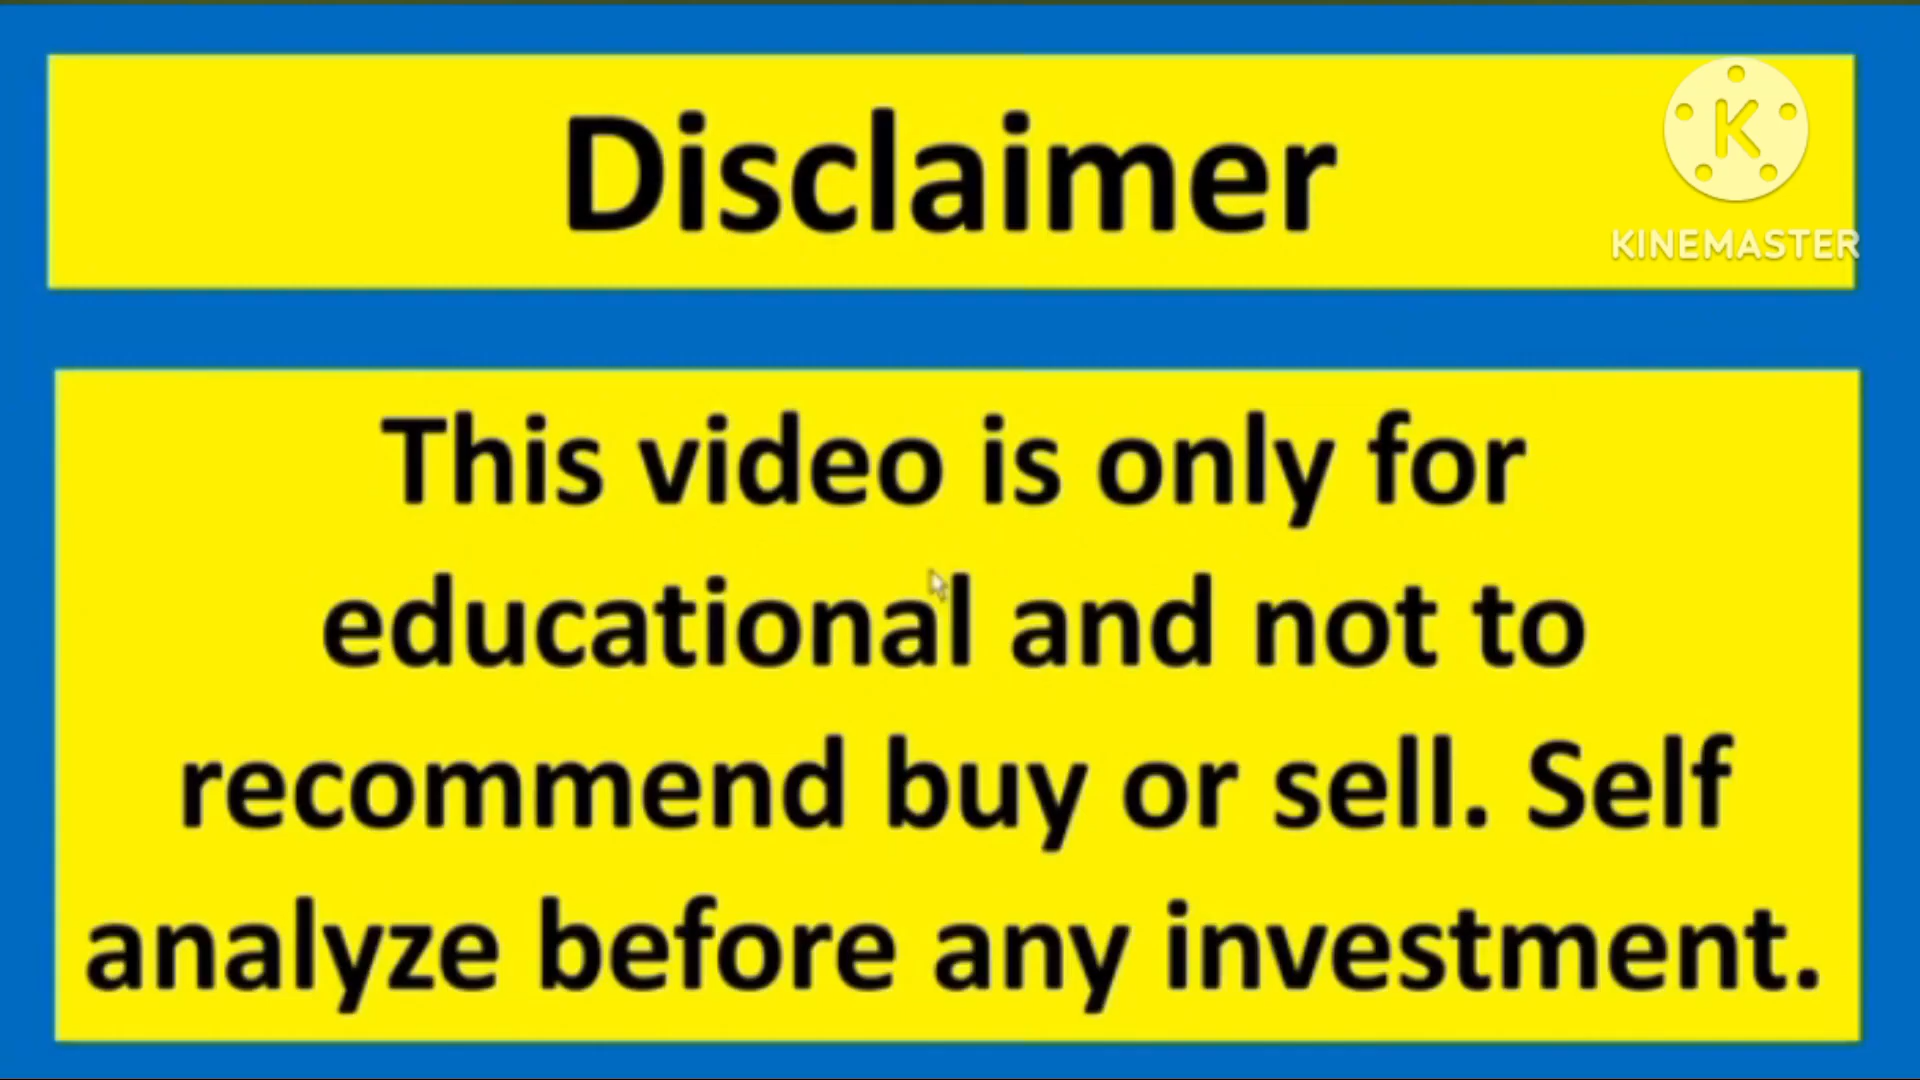 Disclaimer
K
KINEMASTER
This video is only for
educational and not to
recommend buy or sell. Self
analyze before any investment.